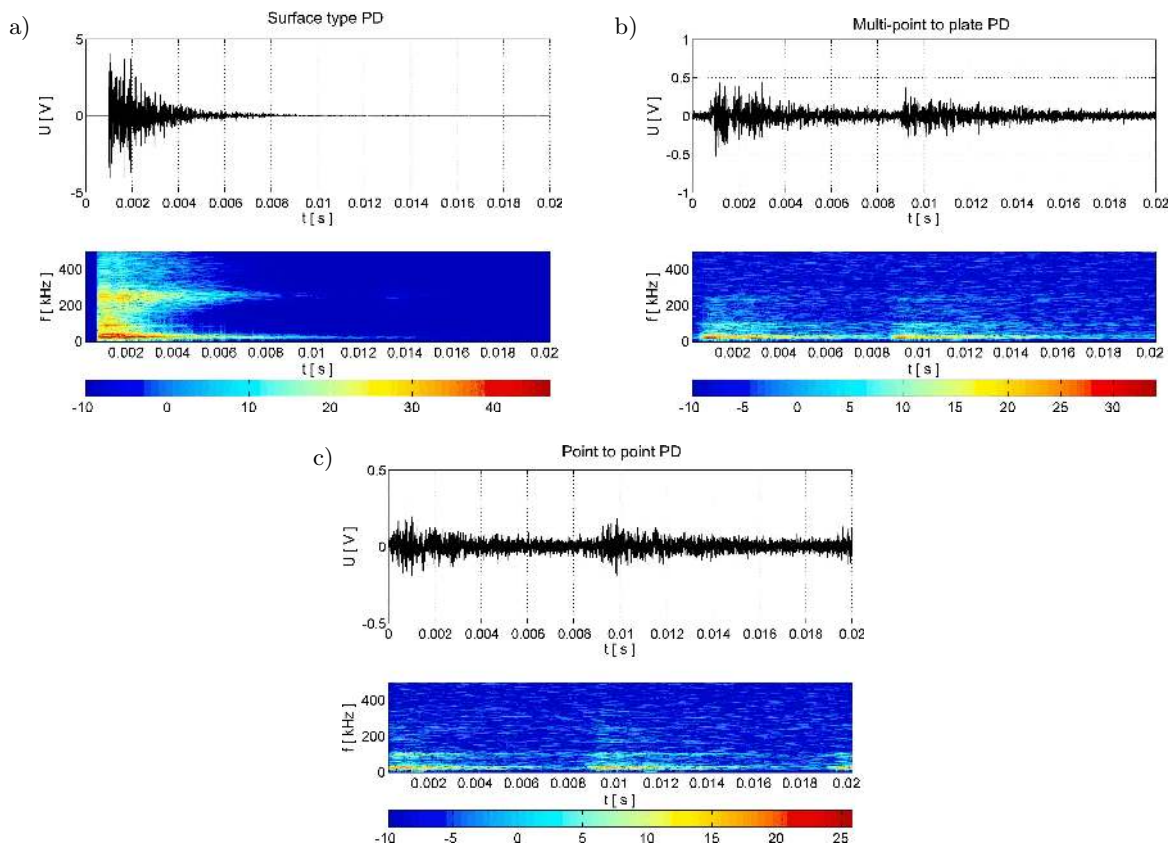 a)
Surface type PD
5
0
-5
U [ V ]
0 0.002 0.004 0.006 0.008 0.01 0.012 0.014 0.016 0.018 0.02
t [ s ]
400
200
0
f [ kHz ]
0.002 0.004 0.006 0.008 0.01 0.012 0.014 0.016 0.018 0.02
t [ s ]
-10 0 10 20 30 40
b)
Multi-point to plate PD
1
0.5
0
-0.5
-1
U [ V ]
0 0.002 0.004 0.006 0.008 0.01 0.012 0.014 0.016 0.018 0.02
t [ s ]
400
200
0
f [ kHz ]
0.002 0.004 0.006 0.008 0.01 0.012 0.014 0.016 0.018 0.02
t [ s ]
-10 -5 0 5 10 15 20 25 30
c)
Point to point PD
0.5
0
-0.5
U [ V ]
0 0.002 0.004 0.006 0.008 0.01 0.012 0.014 0.016 0.018 0.02
t [ s ]
400
200
0
f [ kHz ]
0.002 0.004 0.006 0.008 0.01 0.012 0.014 0.016 0.018 0.02
t [ s ]
-10 -5 0 5 10 15 20 25